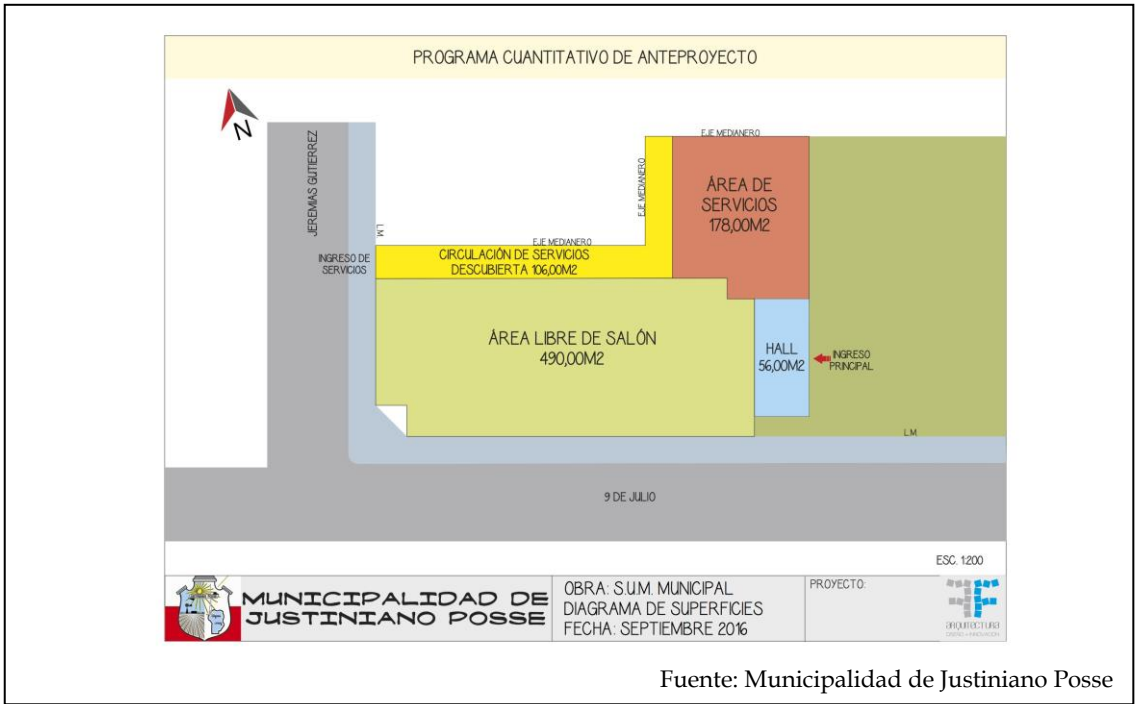 PROGRAMA CUANTITATIVO DE ANTEPROYECTO
N
JEREMIAS GUTIERREZ
L.M.
EJE MEDIANERO
EJE MEDIANERO
EJE MEDIANERO
ÁREA DE
SERVICIOS
178,00M2
INGRESO DE
SERVICIOS
CIRCULACIÓN DE SERVICIOS
DESCUBIERTA 106,00M2
ÁREA LIBRE DE SALÓN
490,00M2
HALL
56,00M2
INGRESO
PRINCIPAL
L.M.
9 DE JULIO
ESC. 1:200
MUNICIPALIDAD DE
JUSTINIANO POSSE
OBRA: S.U.M. MUNICIPAL
DIAGRAMA DE SUPERFICIES
FECHA: SEPTIEMBRE 2016
PROYECTO:
arquitectura
Fuente: Municipalidad de Justiniano Posse